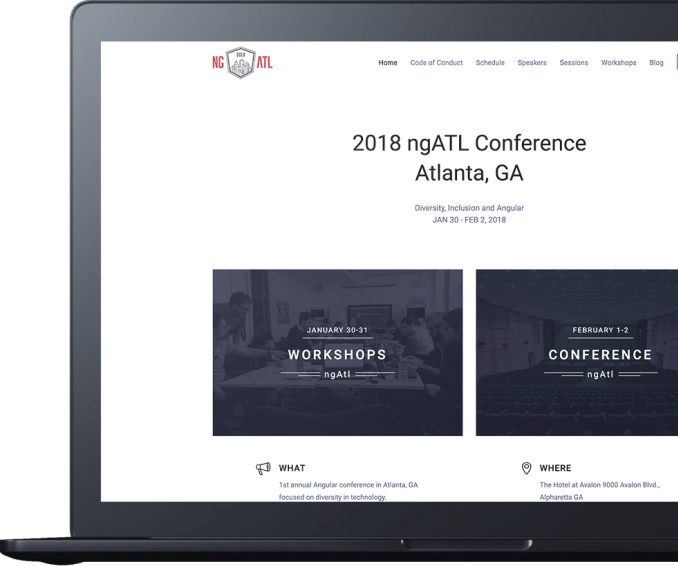 NG 2018 ATL
Home Code of Conduct Schedule Speakers Sessions Workshops Blog
2018 ngATL Conference
Atlanta, GA
Diversity, Inclusion and Angular
JAN 30 - FEB 2, 2018
JANUARY 30-31
WORKSHOPS
ngAtl
FEBRUARY 1-2
CONFERENCE
ngAtl
WHAT
1st annual Angular conference in Atlanta, GA
focused on diversity in technology.
WHERE
The Hotel at Avalon 9000 Avalon Blvd.,
Alpharetta GA